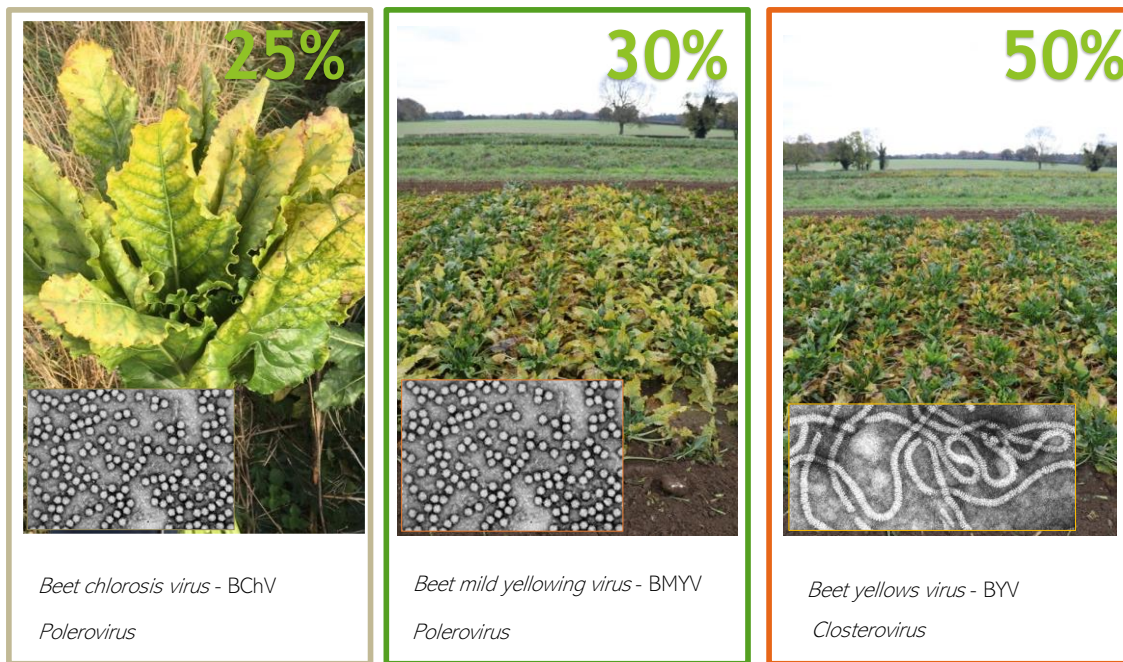 25%
Beet chlorosis virus - BChV
Polerovirus
30%
Beet mild yellowing virus - BMYV
Polerovirus
50%
Beet yellows virus - BYV
Closterovirus